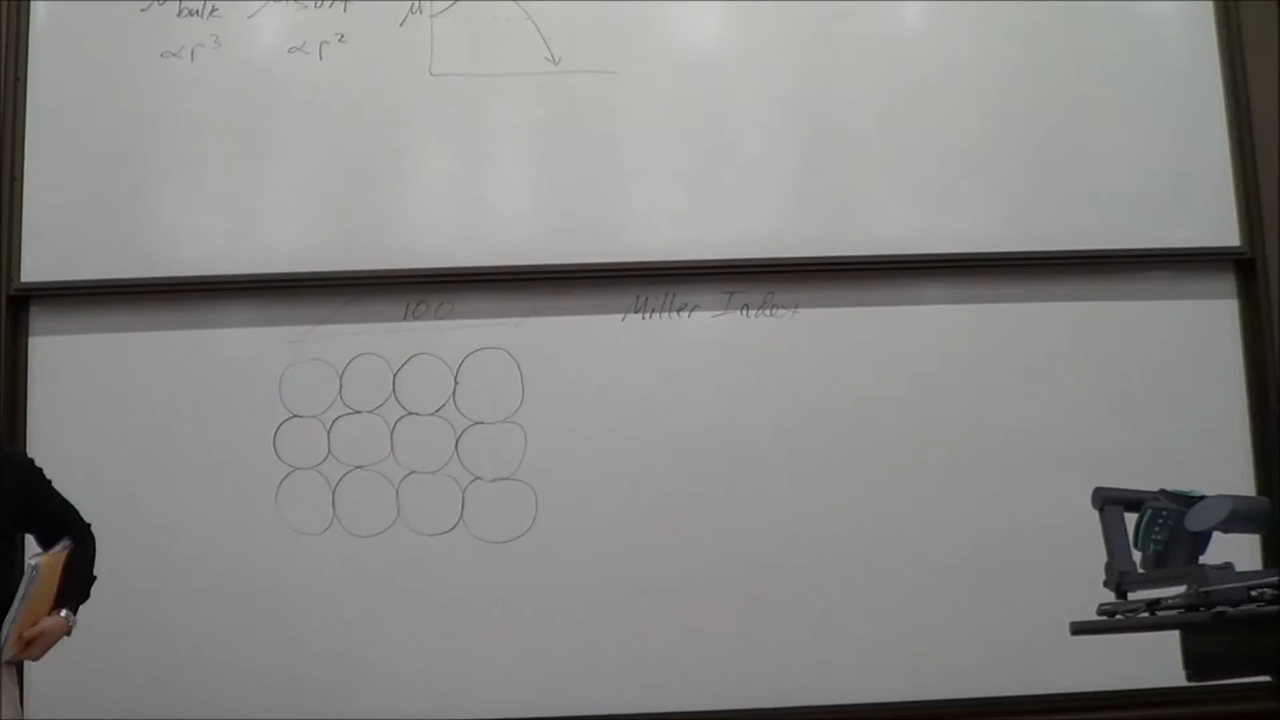 bulk
μ
∝r³ ∝r²
100 Miller Index